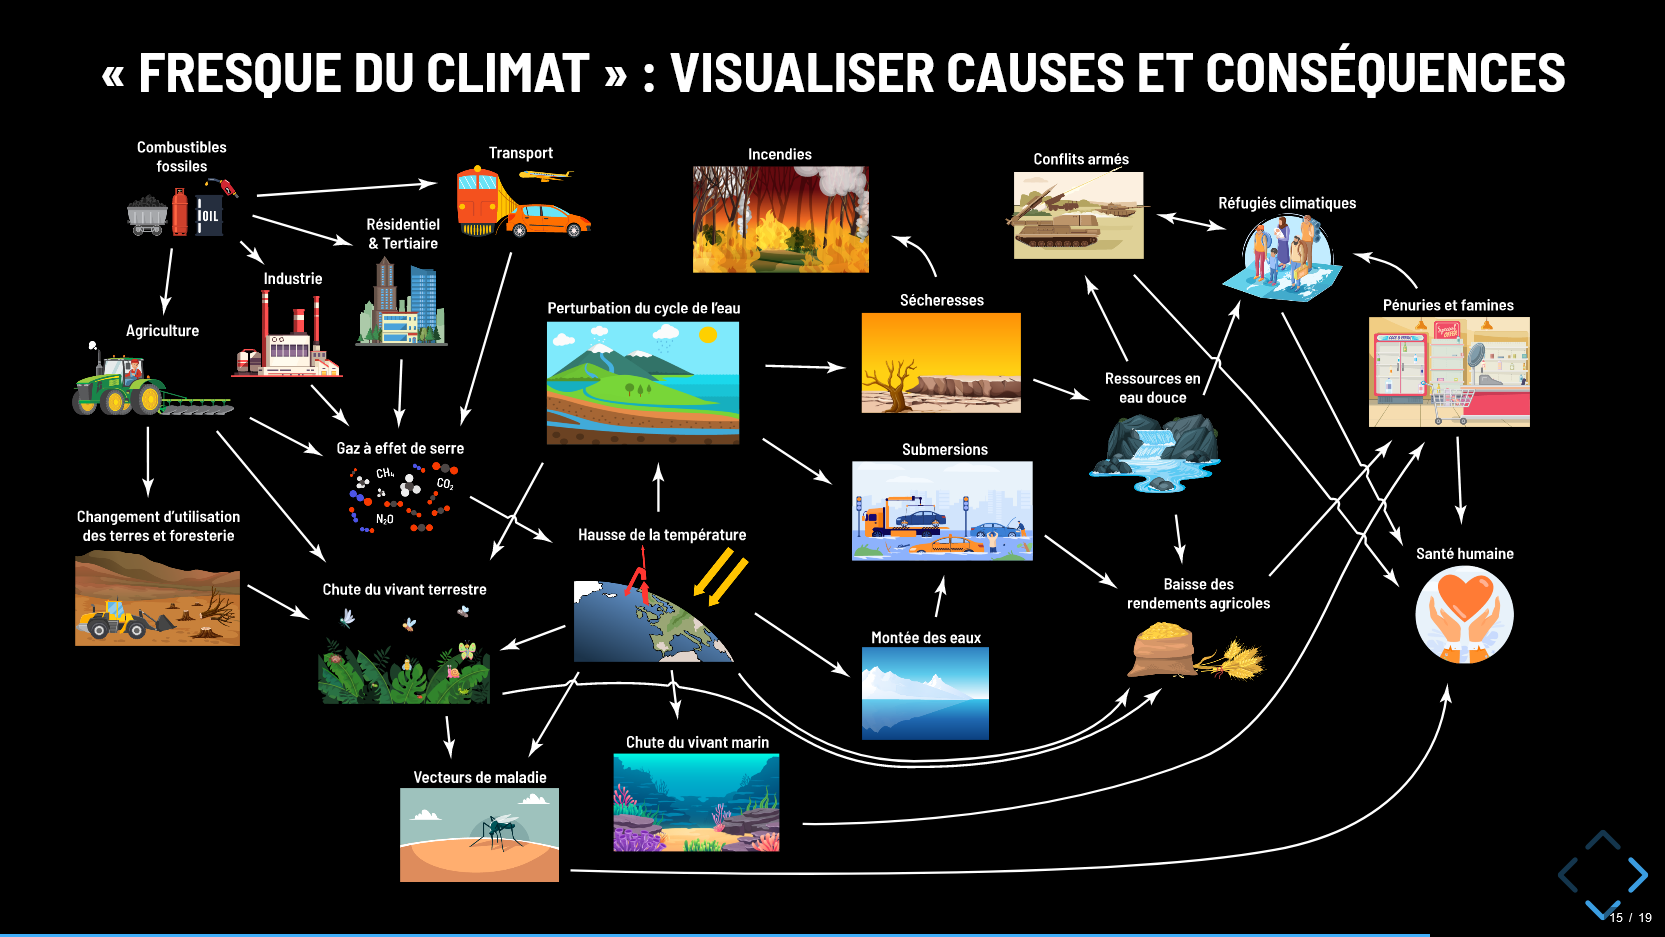 « FRESQUE DU CLIMAT » : VISUALISER CAUSES ET CONSÉQUENCES
Combustibles
fossiles
OIL
Transport
Incendies
Conflits armés
Réfugiés climatiques
Résidentiel
& Tertiaire
Industrie
Agriculture
Perturbation du cycle de l'eau
Sécheresses
Pénuries et famines
Ressources en
eau douce
Gaz à effet de serre
CH₄
CO₂
N₂O
Submersions
Changement d'utilisation
des terres et foresterie
Hausse de la température
Santé humaine
Chute du vivant terrestre
Baisse des
rendements agricoles
Montée des eaux
Chute du vivant marin
Vecteurs de maladie
15 / 19